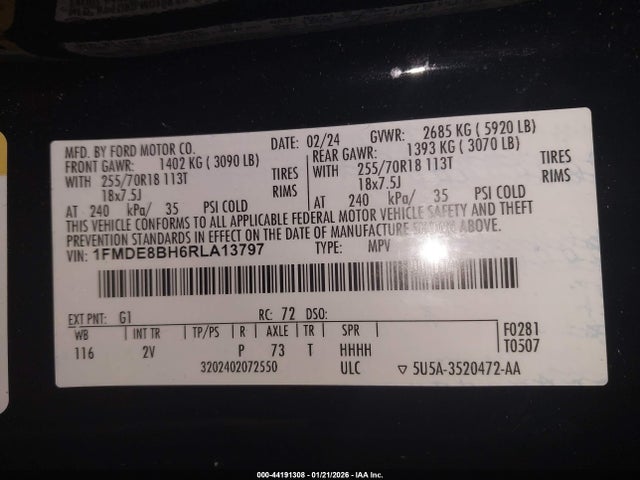 MFD. BY FORD MOTOR CO.
DATE: 02/24 GVWR: 2685 KG ( 5920 LB)
FRONT GAWR: 1402 KG ( 3090 LB)
WITH 255/70R18 113T TIRES
18x7.5J RIMS
AT 240 kPa/ 35 PSI COLD
REAR GAWR: 1393 KG ( 3070 LB)
WITH 255/70R18 113T TIRES
18x7.5J RIMS
AT 240 kPa/ 35 PSI COLD
THIS VEHICLE CONFORMS TO ALL APPLICABLE FEDERAL MOTOR VEHICLE SAFETY AND THEFT
PREVENTION STANDARDS IN EFFECT ON THE DATE OF MANUFACTURE SHOWN ABOVE.
VIN: 1FMDE8BH6RLA13797 TYPE: MPV
EXT PNT: G1 RC: 72 DSO:
WB INT TR TP/PS R AXLE TR SPR
116 2V P 73 T HHHH
F0281
T0507
3202402072550 ULC ▽ 5U5A-3520472-AA
000-44191308 - 01/21/2026 - IAA Inc.